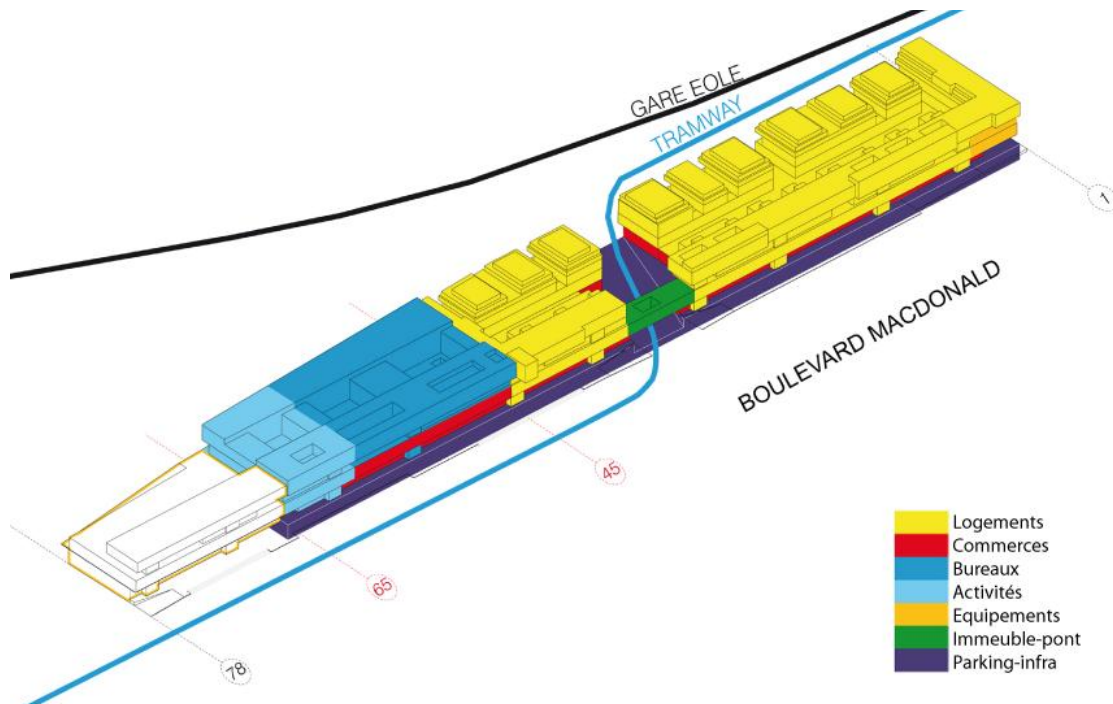 GARE EOLE
TRAMWAY
1
BOULEVARD MACDONALD
45
65
78
Logements
Commerces
Bureaux
Activités
Equipements
Immeuble-pont
Parking-infra